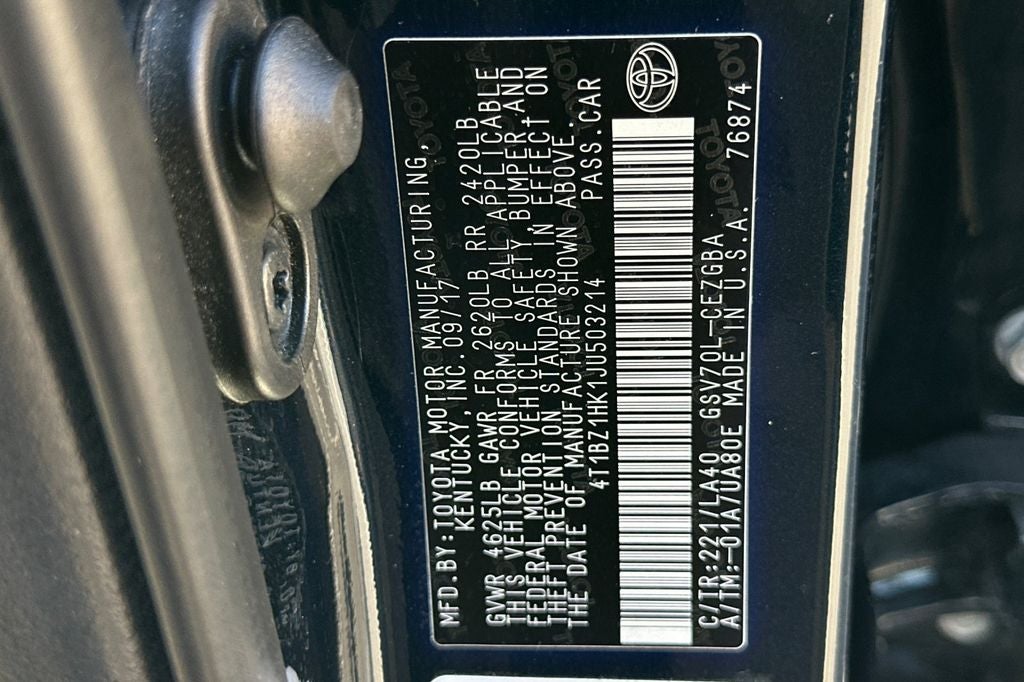 MFD.BY:TOYOTA MOTOR MANUFACTURING,
KENTUCKY, INC. 09/17
GVWR 4625LB GAWR FR 2620LB RR 2420LB
THIS VEHICLE CONFORMS TO ALL APPLICABLE
FEDERAL MOTOR VEHICLE SAFETY, BUMPER, AND
THEFT PREVENTION STANDARDS IN EFFECT ON
THE DATE OF MANUFACTURE SHOWN ABOVE.
4T1BZ1HK1JU503214 PASS.CAR
C/TR:221/LA40 GSV70L-CEZGBA
A/TM:-01A/UA80E MADE IN U.S.A. 76874